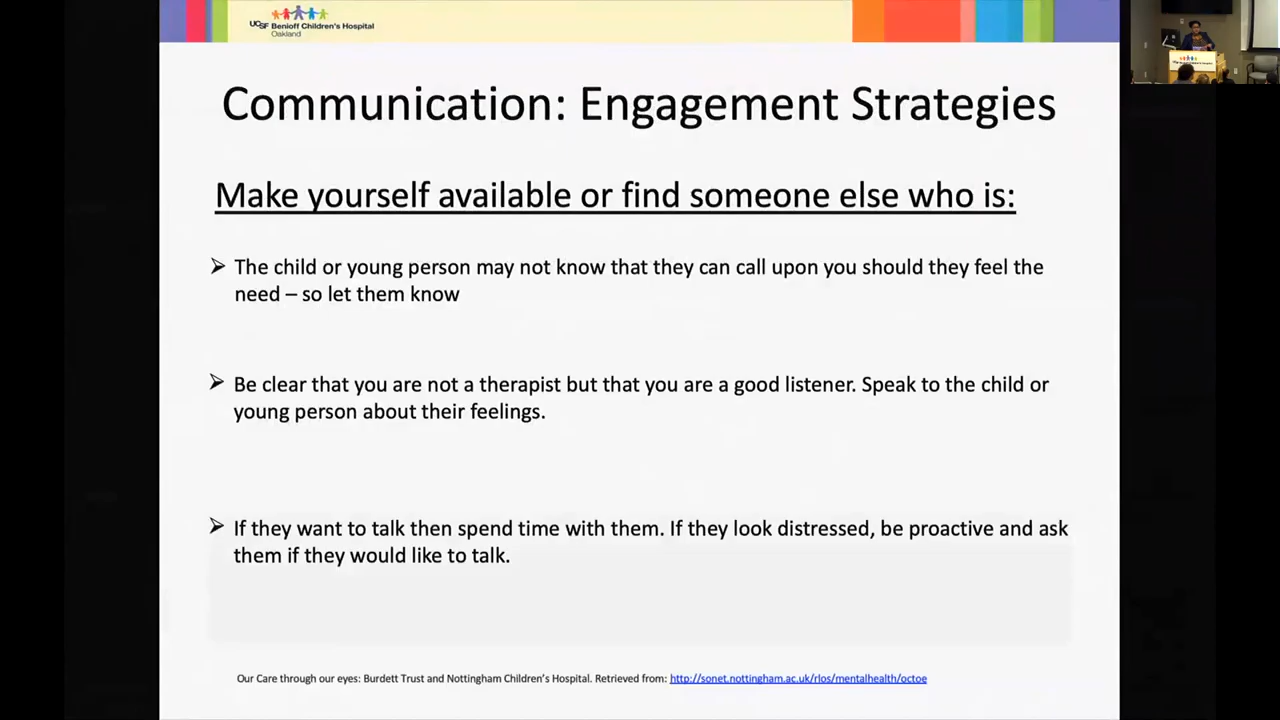 UCSF Benioff Children's Hospital
Oakland
Communication: Engagement Strategies
Make yourself available or find someone else who is:
➢ The child or young person may not know that they can call upon you should they feel the
need – so let them know
➢ Be clear that you are not a therapist but that you are a good listener. Speak to the child or
young person about their feelings.
➢ If they want to talk then spend time with them. If they look distressed, be proactive and ask
them if they would like to talk.
Our Care through our eyes: Burdett Trust and Nottingham Children's Hospital. Retrieved from: http://sonet.nottingham.ac.uk/rlos/mentalhealth/octoe